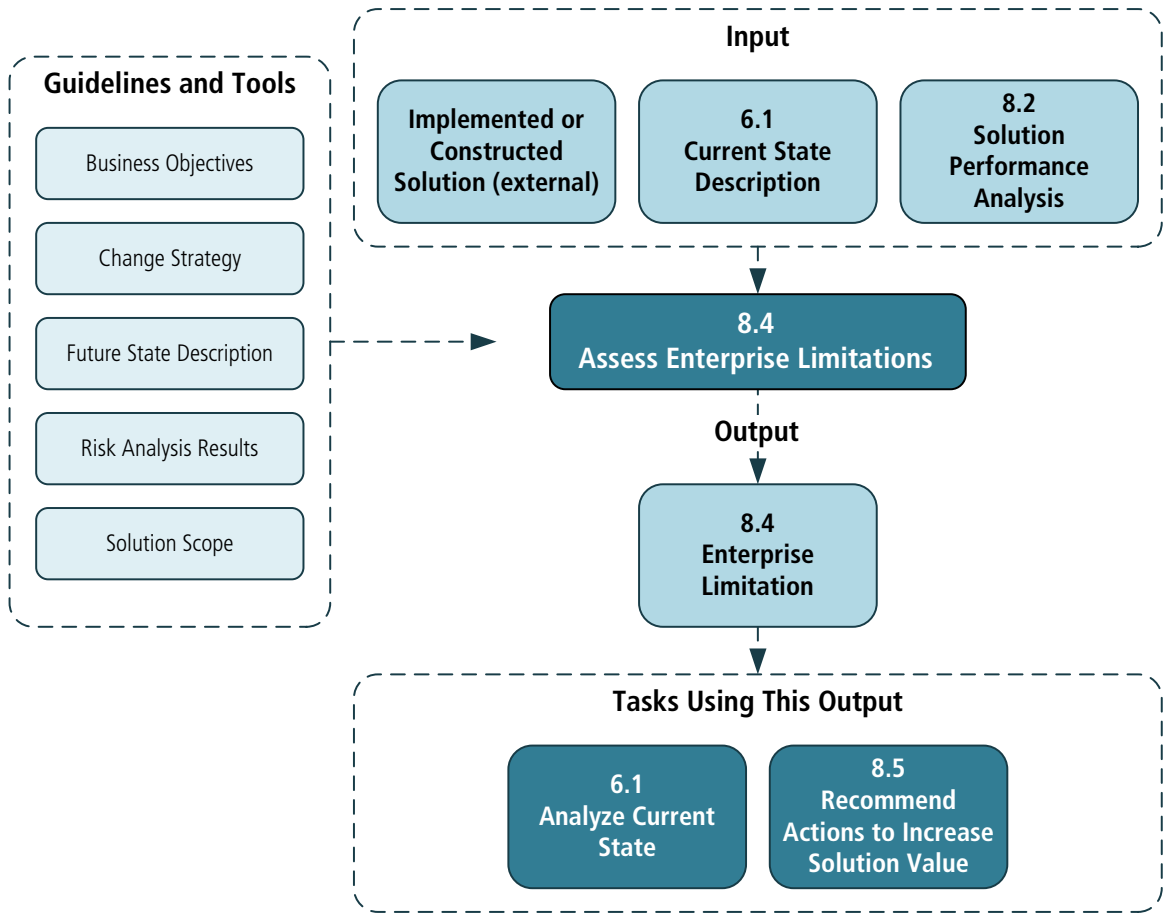 Guidelines and Tools
Business Objectives
Change Strategy
Future State Description
Risk Analysis Results
Solution Scope
Input
Implemented or
Constructed
Solution (external)
6.1
Current State
Description
8.2
Solution
Performance
Analysis
8.4
Assess Enterprise Limitations
Output
8.4
Enterprise
Limitation
Tasks Using This Output
6.1
Analyze Current
State
8.5
Recommend
Actions to Increase
Solution Value